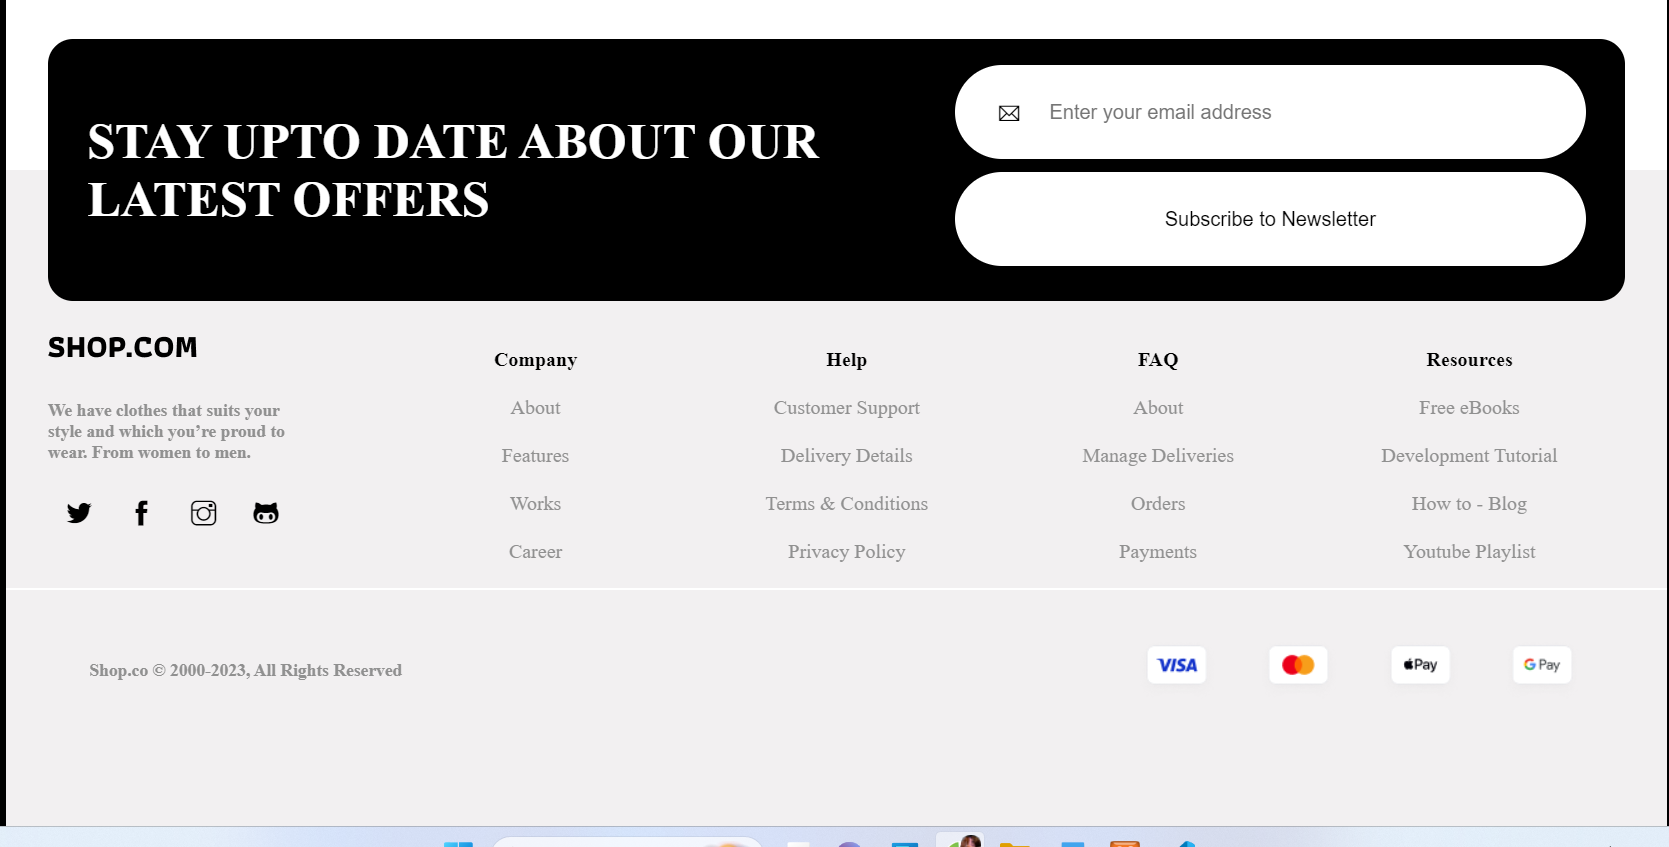 STAY UPTO DATE ABOUT OUR
LATEST OFFERS
Enter your email address
Subscribe to Newsletter
SHOP.COM
We have clothes that suits your
style and which you’re proud to
wear. From women to men.
Company
About
Features
Works
Career
Help
Customer Support
Delivery Details
Terms & Conditions
Privacy Policy
FAQ
About
Manage Deliveries
Orders
Payments
Resources
Free eBooks
Development Tutorial
How to - Blog
Youtube Playlist
Shop.co © 2000-2023, All Rights Reserved
VISA
Pay
G Pay